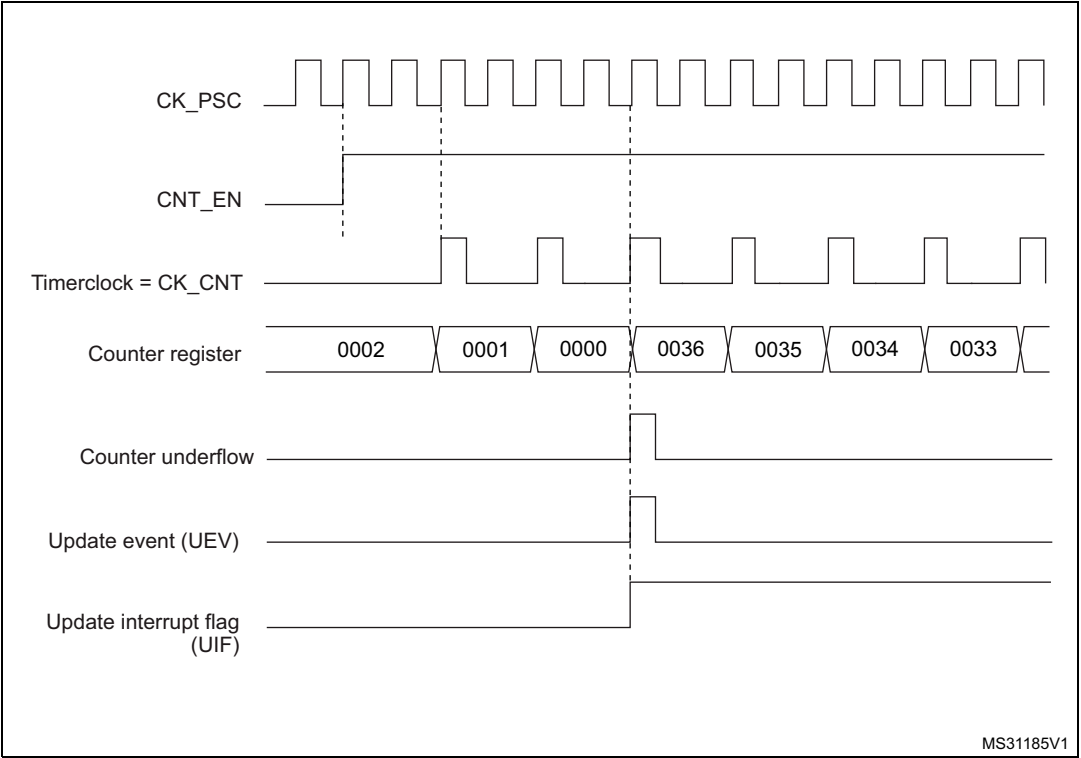 CK_PSC
CNT_EN
Timerclock = CK_CNT
Counter register
0002 0001 0000 0036 0035 0034 0033
Counter underflow
Update event (UEV)
Update interrupt flag
(UIF)
MS31185V1